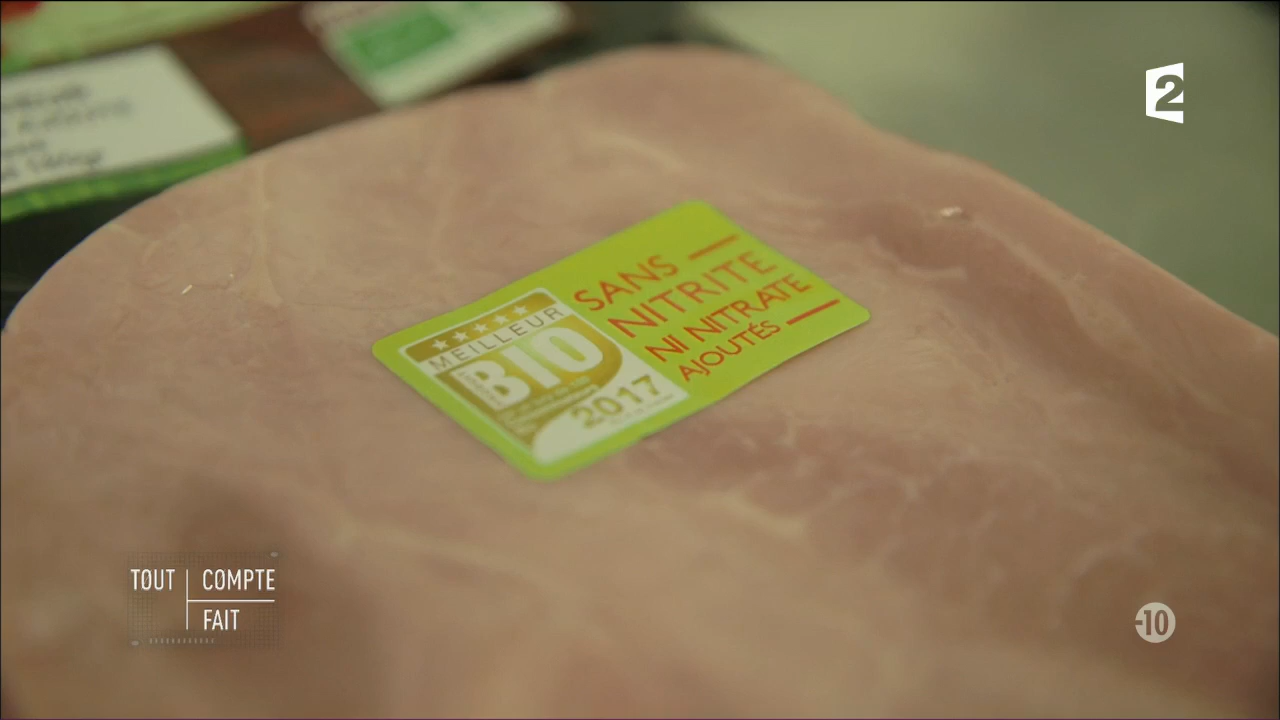 2
SANS
NITRITE
NI NITRATE
AJOUTÉS
MEILLEUR
BIO
2017
TOUT COMPTE
FAIT
-10